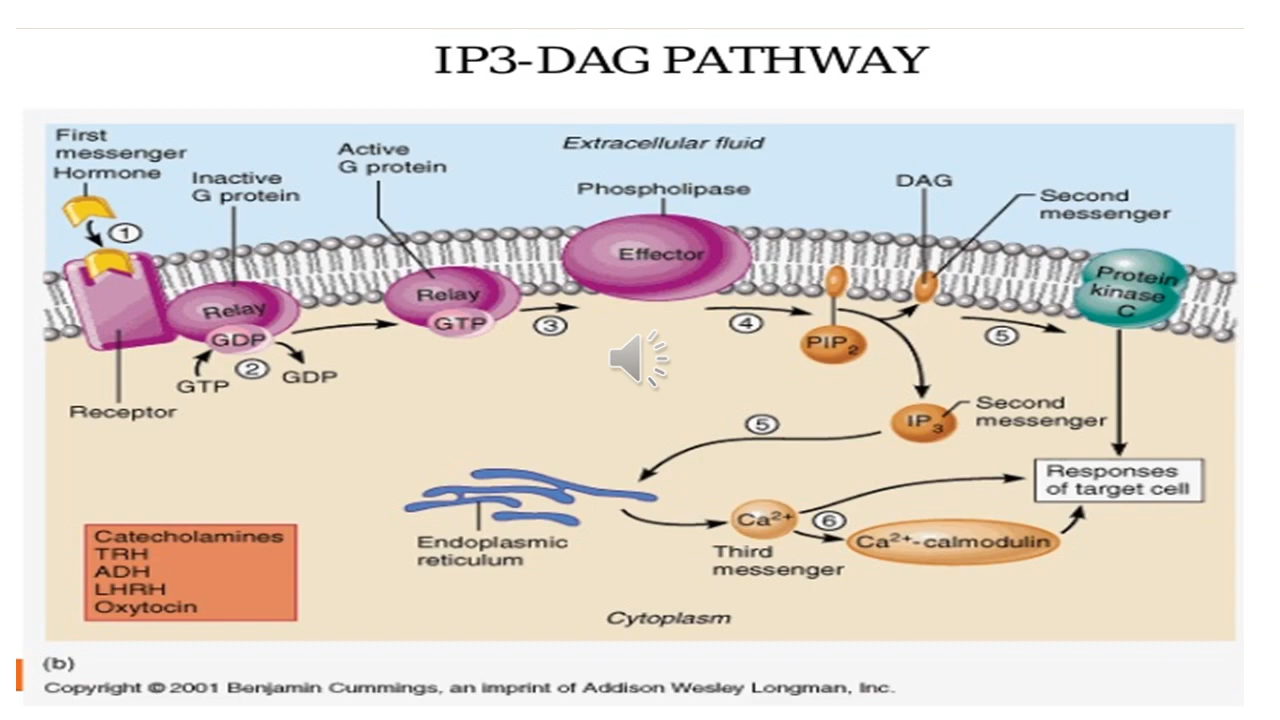 IP3-DAG PATHWAY
First
messenger
Hormone
Inactive
G protein
Active
G protein
Extracellular fluid
Phospholipase
DAG
Second
messenger
1
Relay
GDP
2
GTP
GDP
Receptor
Relay
GTP
3
Effector
4
PIP2
5
Protein
kinase
C
IP3
Second
messenger
5
Responses
of target cell
Endoplasmic
reticulum
Ca2+
6
Third
messenger
Ca2+-calmodulin
Catecholamines
TRH
ADH
LHRH
Oxytocin
Cytoplasm
(b)
Copyright © 2001 Benjamin Cummings, an imprint of Addison Wesley Longman, Inc.